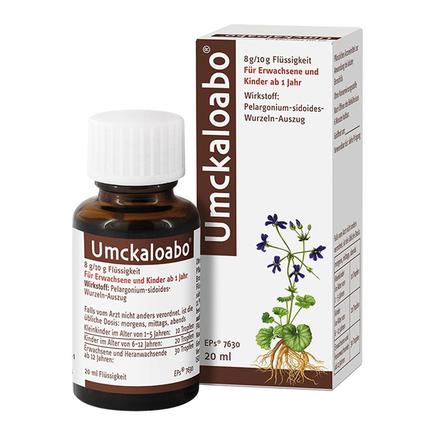 Umckaloabo®
8 g/10 g Flüssigkeit
Für Erwachsene und
Kinder ab 1 Jahr
Wirkstoff:
Pelargonium-sidoides-
Wurzeln-Auszug
EPs® 7630
20 ml
Umckaloabo®
8 g/10 g Flüssigkeit
Für Erwachsene und Kinder ab 1 Jahr
Wirkstoff: Pelargonium-sidoides-
Wurzeln-Auszug
Falls vom Arzt nicht anders verordnet, ist die
übliche Dosis: morgens, mittags, abends
Kleinkinder im Alter von 1-5 Jahren: 10 Tropfen
Kinder im Alter von 6-12 Jahren: 20 Tropfen
Erwachsene und Heranwachsende 30 Tropfen
ab 12 Jahren:
20 ml Flüssigkeit EPs® 7630